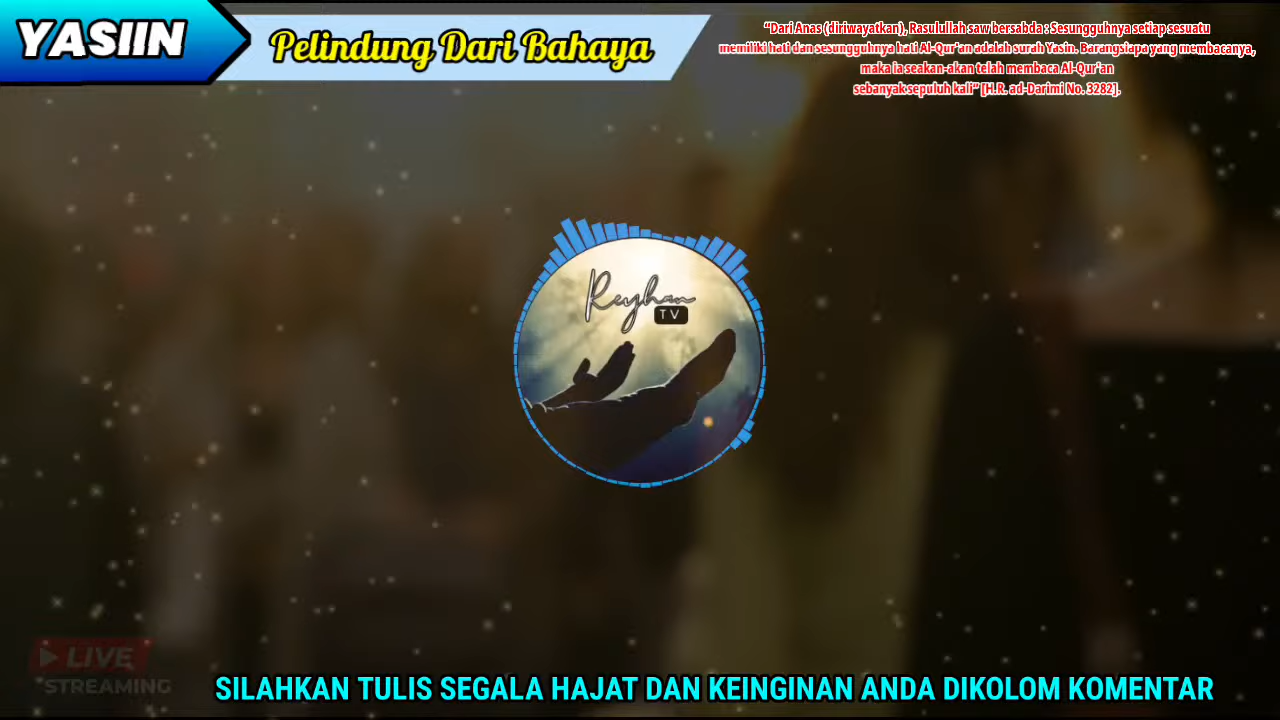 YASIIN
Pelindung Dari Bahaya
“Dari Anas (diriwayatkan), Rasulullah saw bersabda : Sesungguhnya setiap sesuatu
memiliki hati dan sesungguhnya hati Al-Qur'an adalah surah Yasin. Barangsiapa yang membacanya,
maka ia seakan-akan telah membaca Al-Qur'an
sebanyak sepuluh kali” [H.R. ad-Darimi No. 3282].
Reyhan
TV
LIVE
STREAMING
SILAHKAN TULIS SEGALA HAJAT DAN KEINGINAN ANDA DIKOLOM KOMENTAR